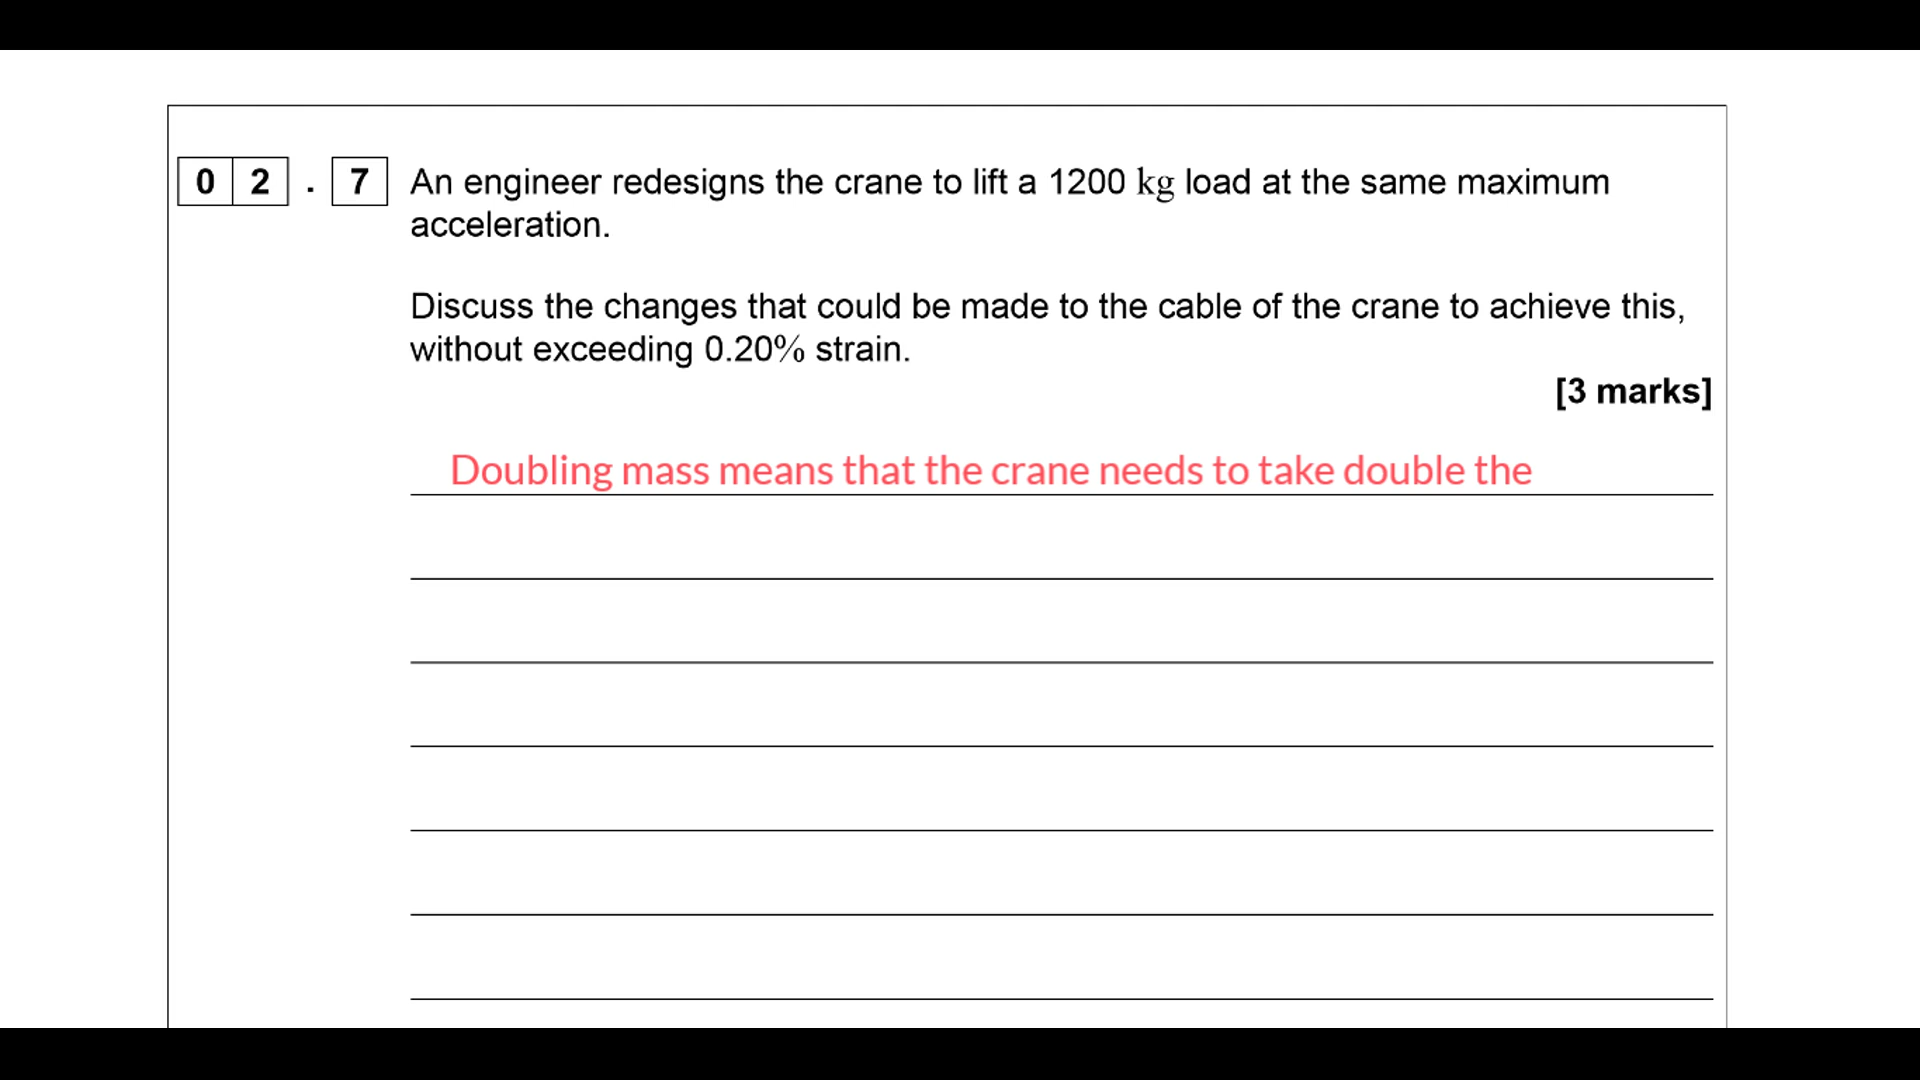 02.7 An engineer redesigns the crane to lift a 1200 kg load at the same maximum
acceleration.
Discuss the changes that could be made to the cable of the crane to achieve this,
without exceeding 0.20% strain.
[3 marks]
Doubling mass means that the crane needs to take double the